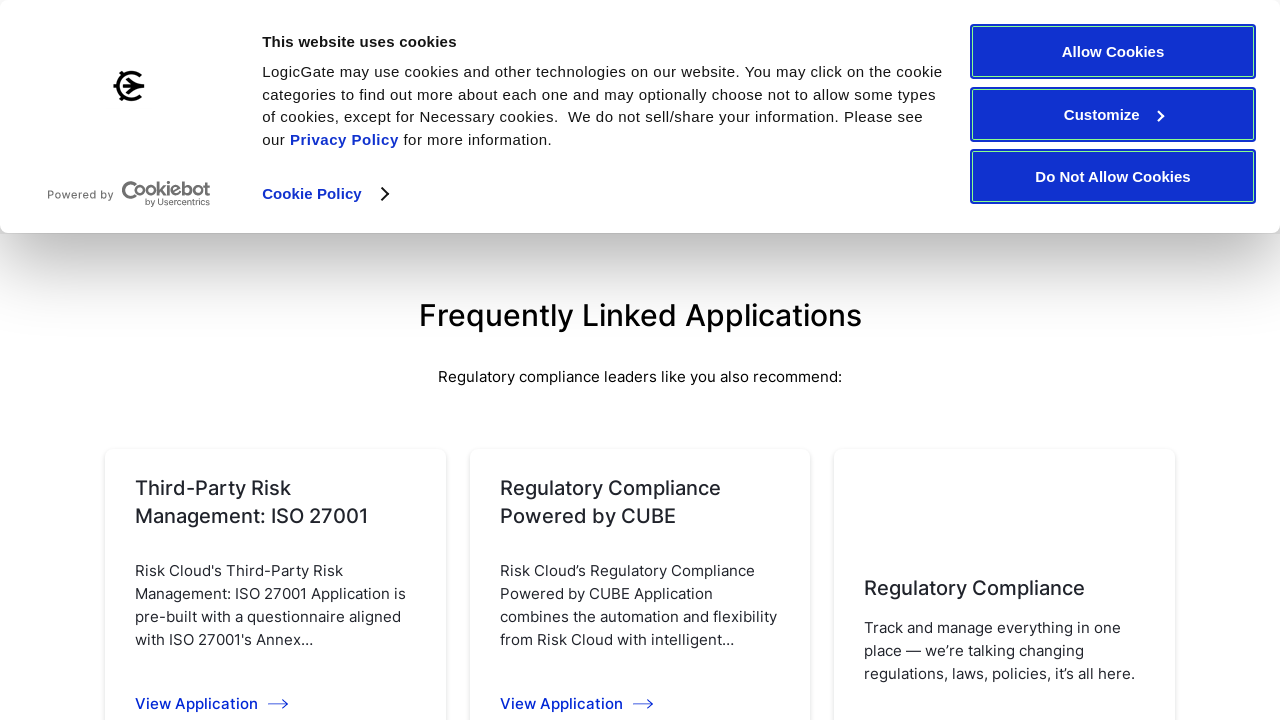 This website uses cookies
LogicGate may use cookies and other technologies on our website. You may click on the cookie
categories to find out more about each one and may optionally choose not to allow some types
of cookies, except for Necessary cookies.  We do not sell/share your information. Please see
our Privacy Policy for more information.
Powered by Cookiebot
by Usercentrics
Cookie Policy
Allow Cookies
Customize
Do Not Allow Cookies
Frequently Linked Applications
Regulatory compliance leaders like you also recommend:
Third-Party Risk
Management: ISO 27001
Risk Cloud's Third-Party Risk
Management: ISO 27001 Application is
pre-built with a questionnaire aligned
with ISO 27001's Annex...
View Application
Regulatory Compliance
Powered by CUBE
Risk Cloud’s Regulatory Compliance
Powered by CUBE Application
combines the automation and flexibility
from Risk Cloud with intelligent...
View Application
Regulatory Compliance
Track and manage everything in one
place — we’re talking changing
regulations, laws, policies, it’s all here.